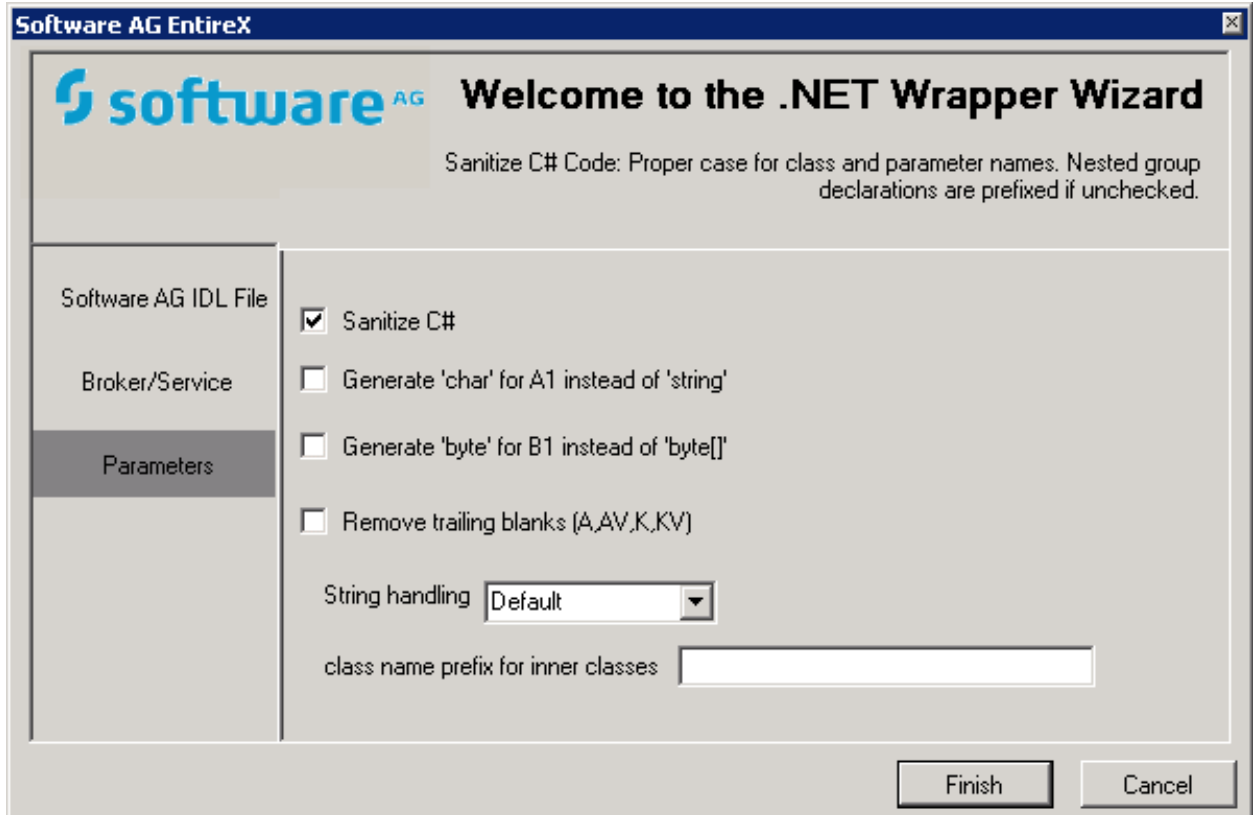 Software AG EntireX
software AG
Welcome to the .NET Wrapper Wizard
Sanitize C# Code: Proper case for class and parameter names. Nested group
declarations are prefixed if unchecked.
Software AG IDL File
Broker/Service
Parameters
Sanitize C#
Generate 'char' for A1 instead of 'string'
Generate 'byte' for B1 instead of 'byte[]'
Remove trailing blanks (A,AV,K,KV)
String handling Default
class name prefix for inner classes
Finish Cancel